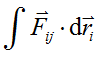 ∫ F⃗ᵢⱼ · dr⃗ᵢ